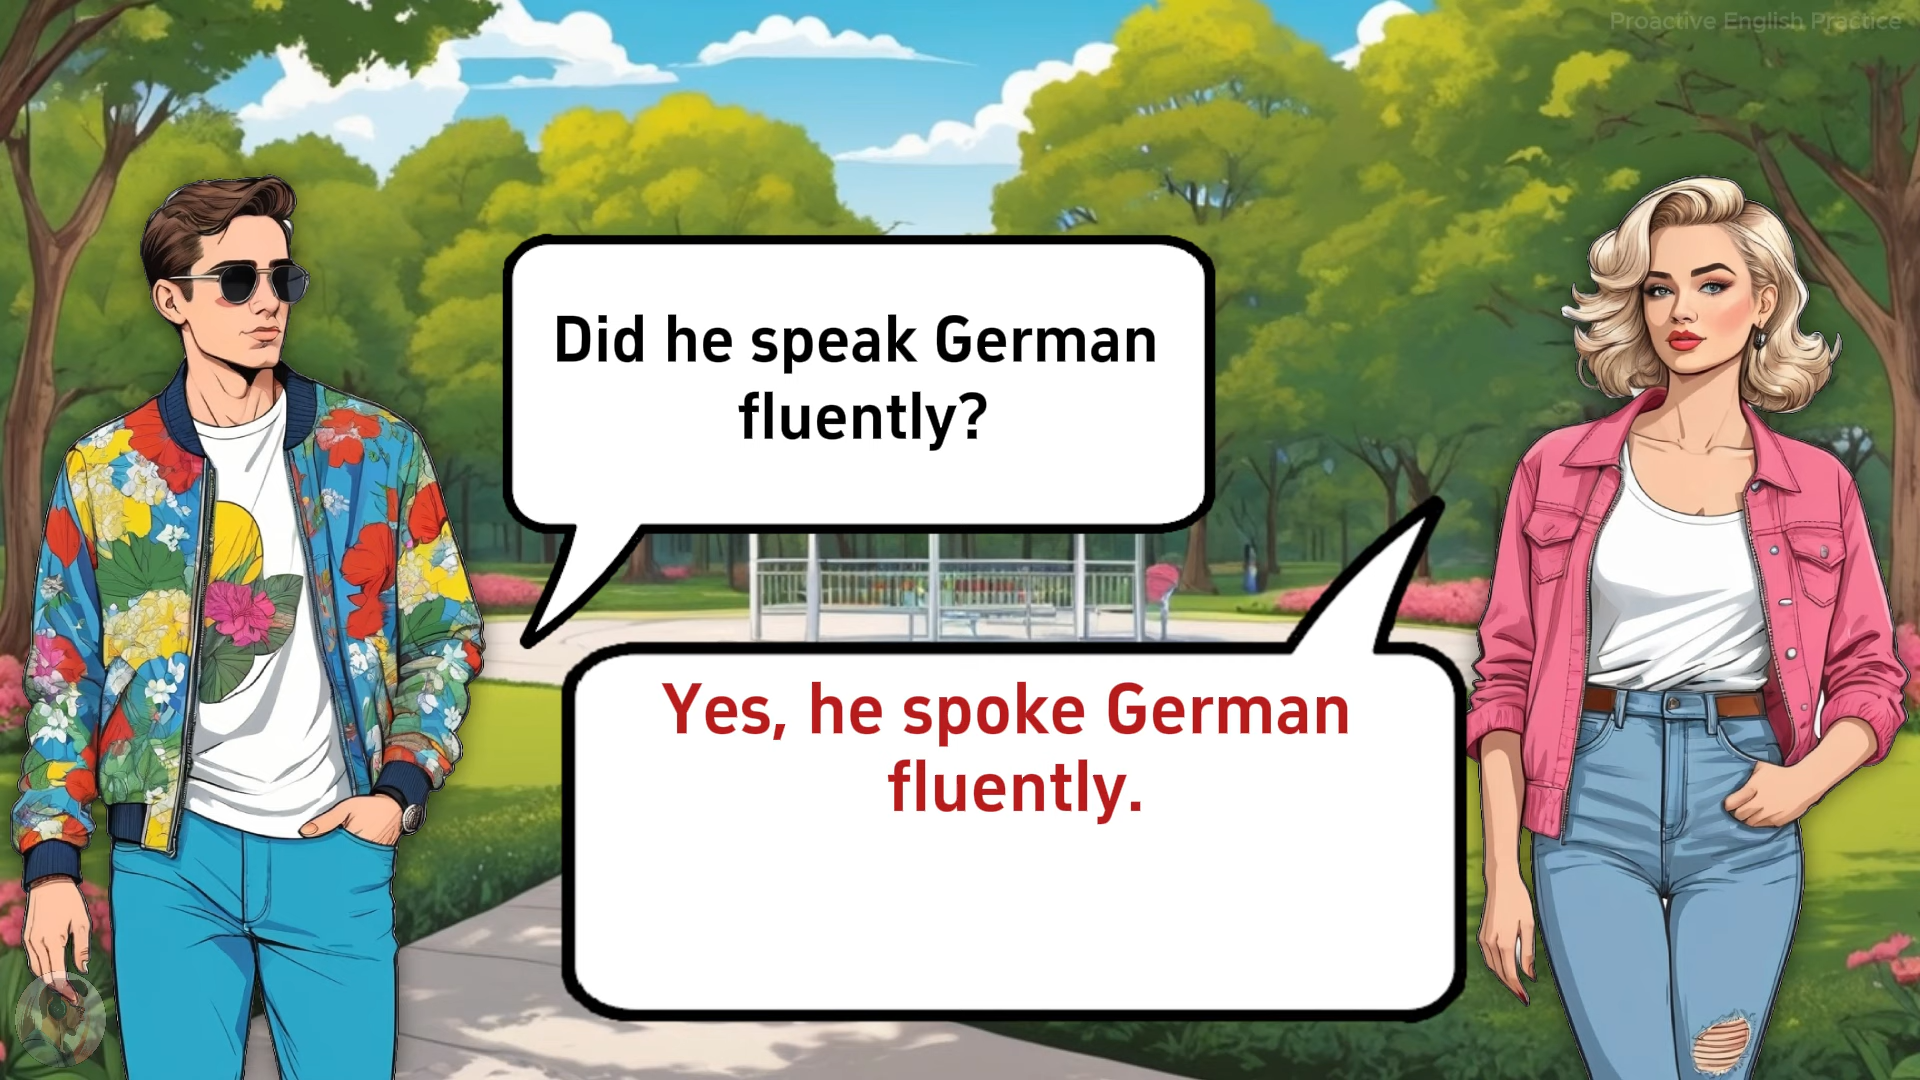 Proactive English Practice
Did he speak German
fluently?
Yes, he spoke German
fluently.